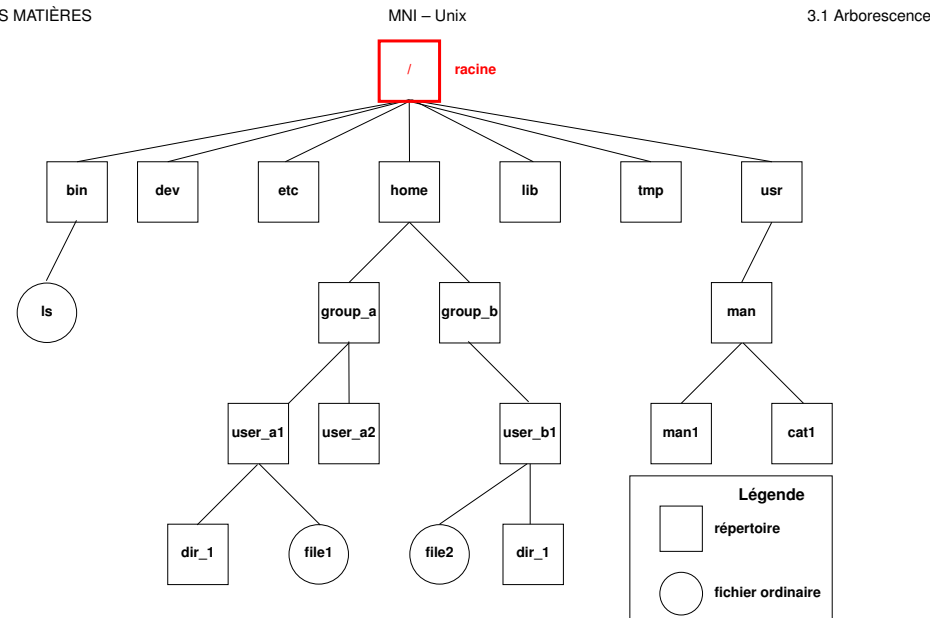 S MATIÈRES MNI – Unix 3.1 Arborescence
/ racine
bin dev etc home lib tmp usr
ls group_a group_b man
user_a1 user_a2 user_b1 man1 cat1
Légende
répertoire
dir_1 file1 file2 dir_1
fichier ordinaire